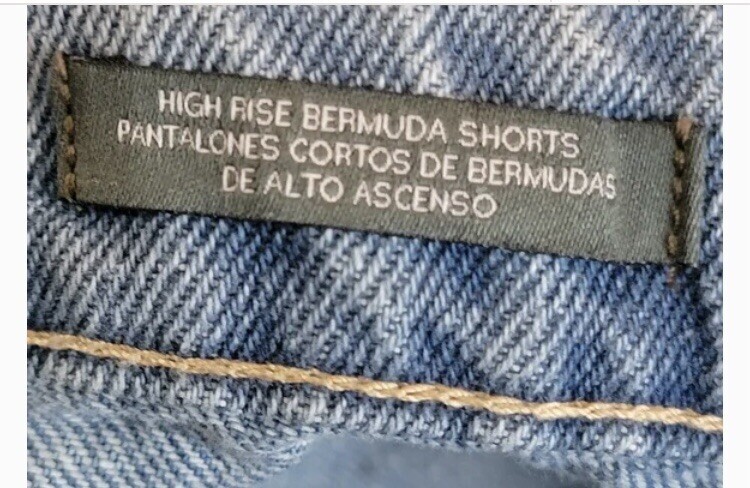 HIGH RISE BERMUDA SHORTS
PANTALONES CORTOS DE BERMUDAS
DE ALTO ASCENSO